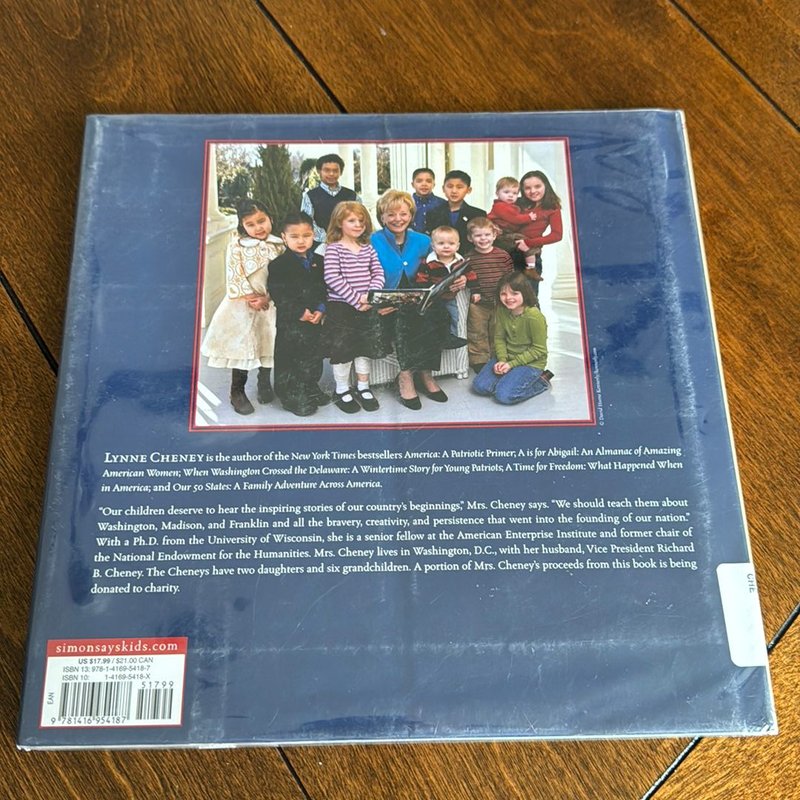 © David Hume Kennerly/kennerly.com
LYNNE CHENEY is the author of the New York Times bestsellers America: A Patriotic Primer; A is for Abigail: An Almanac of Amazing
American Women; When Washington Crossed the Delaware: A Wintertime Story for Young Patriots; A Time for Freedom: What Happened When
in America; and Our 50 States: A Family Adventure Across America.
"Our children deserve to hear the inspiring stories of our country's beginnings," Mrs. Cheney says. "We should teach them about
Washington, Madison, and Franklin and all the bravery, creativity, and persistence that went into the founding of our nation."
With a Ph.D. from the University of Wisconsin, she is a senior fellow at the American Enterprise Institute and former chair of
the National Endowment for the Humanities. Mrs. Cheney lives in Washington, D.C., with her husband, Vice President Richard
B. Cheney. The Cheneys have two daughters and six grandchildren. A portion of Mrs. Cheney's proceeds from this book is being
donated to charity.
CHE
simonsayskids.com
US $17.99 / $21.00 CAN
ISBN 13: 978-1-4169-5418-7
ISBN 10: 1-4169-5418-X
51799
EAN
9 781416 954187